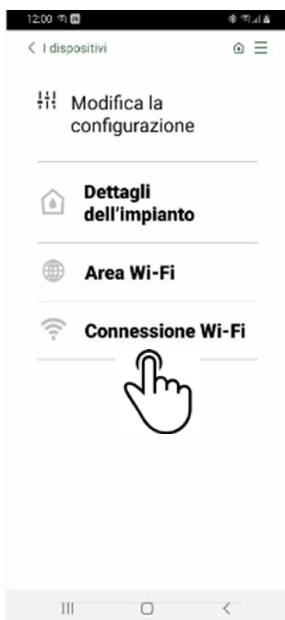 12:00
I dispositivi
Modifica la
configurazione
Dettagli
dell'impianto
Area Wi-Fi
Connessione Wi-Fi